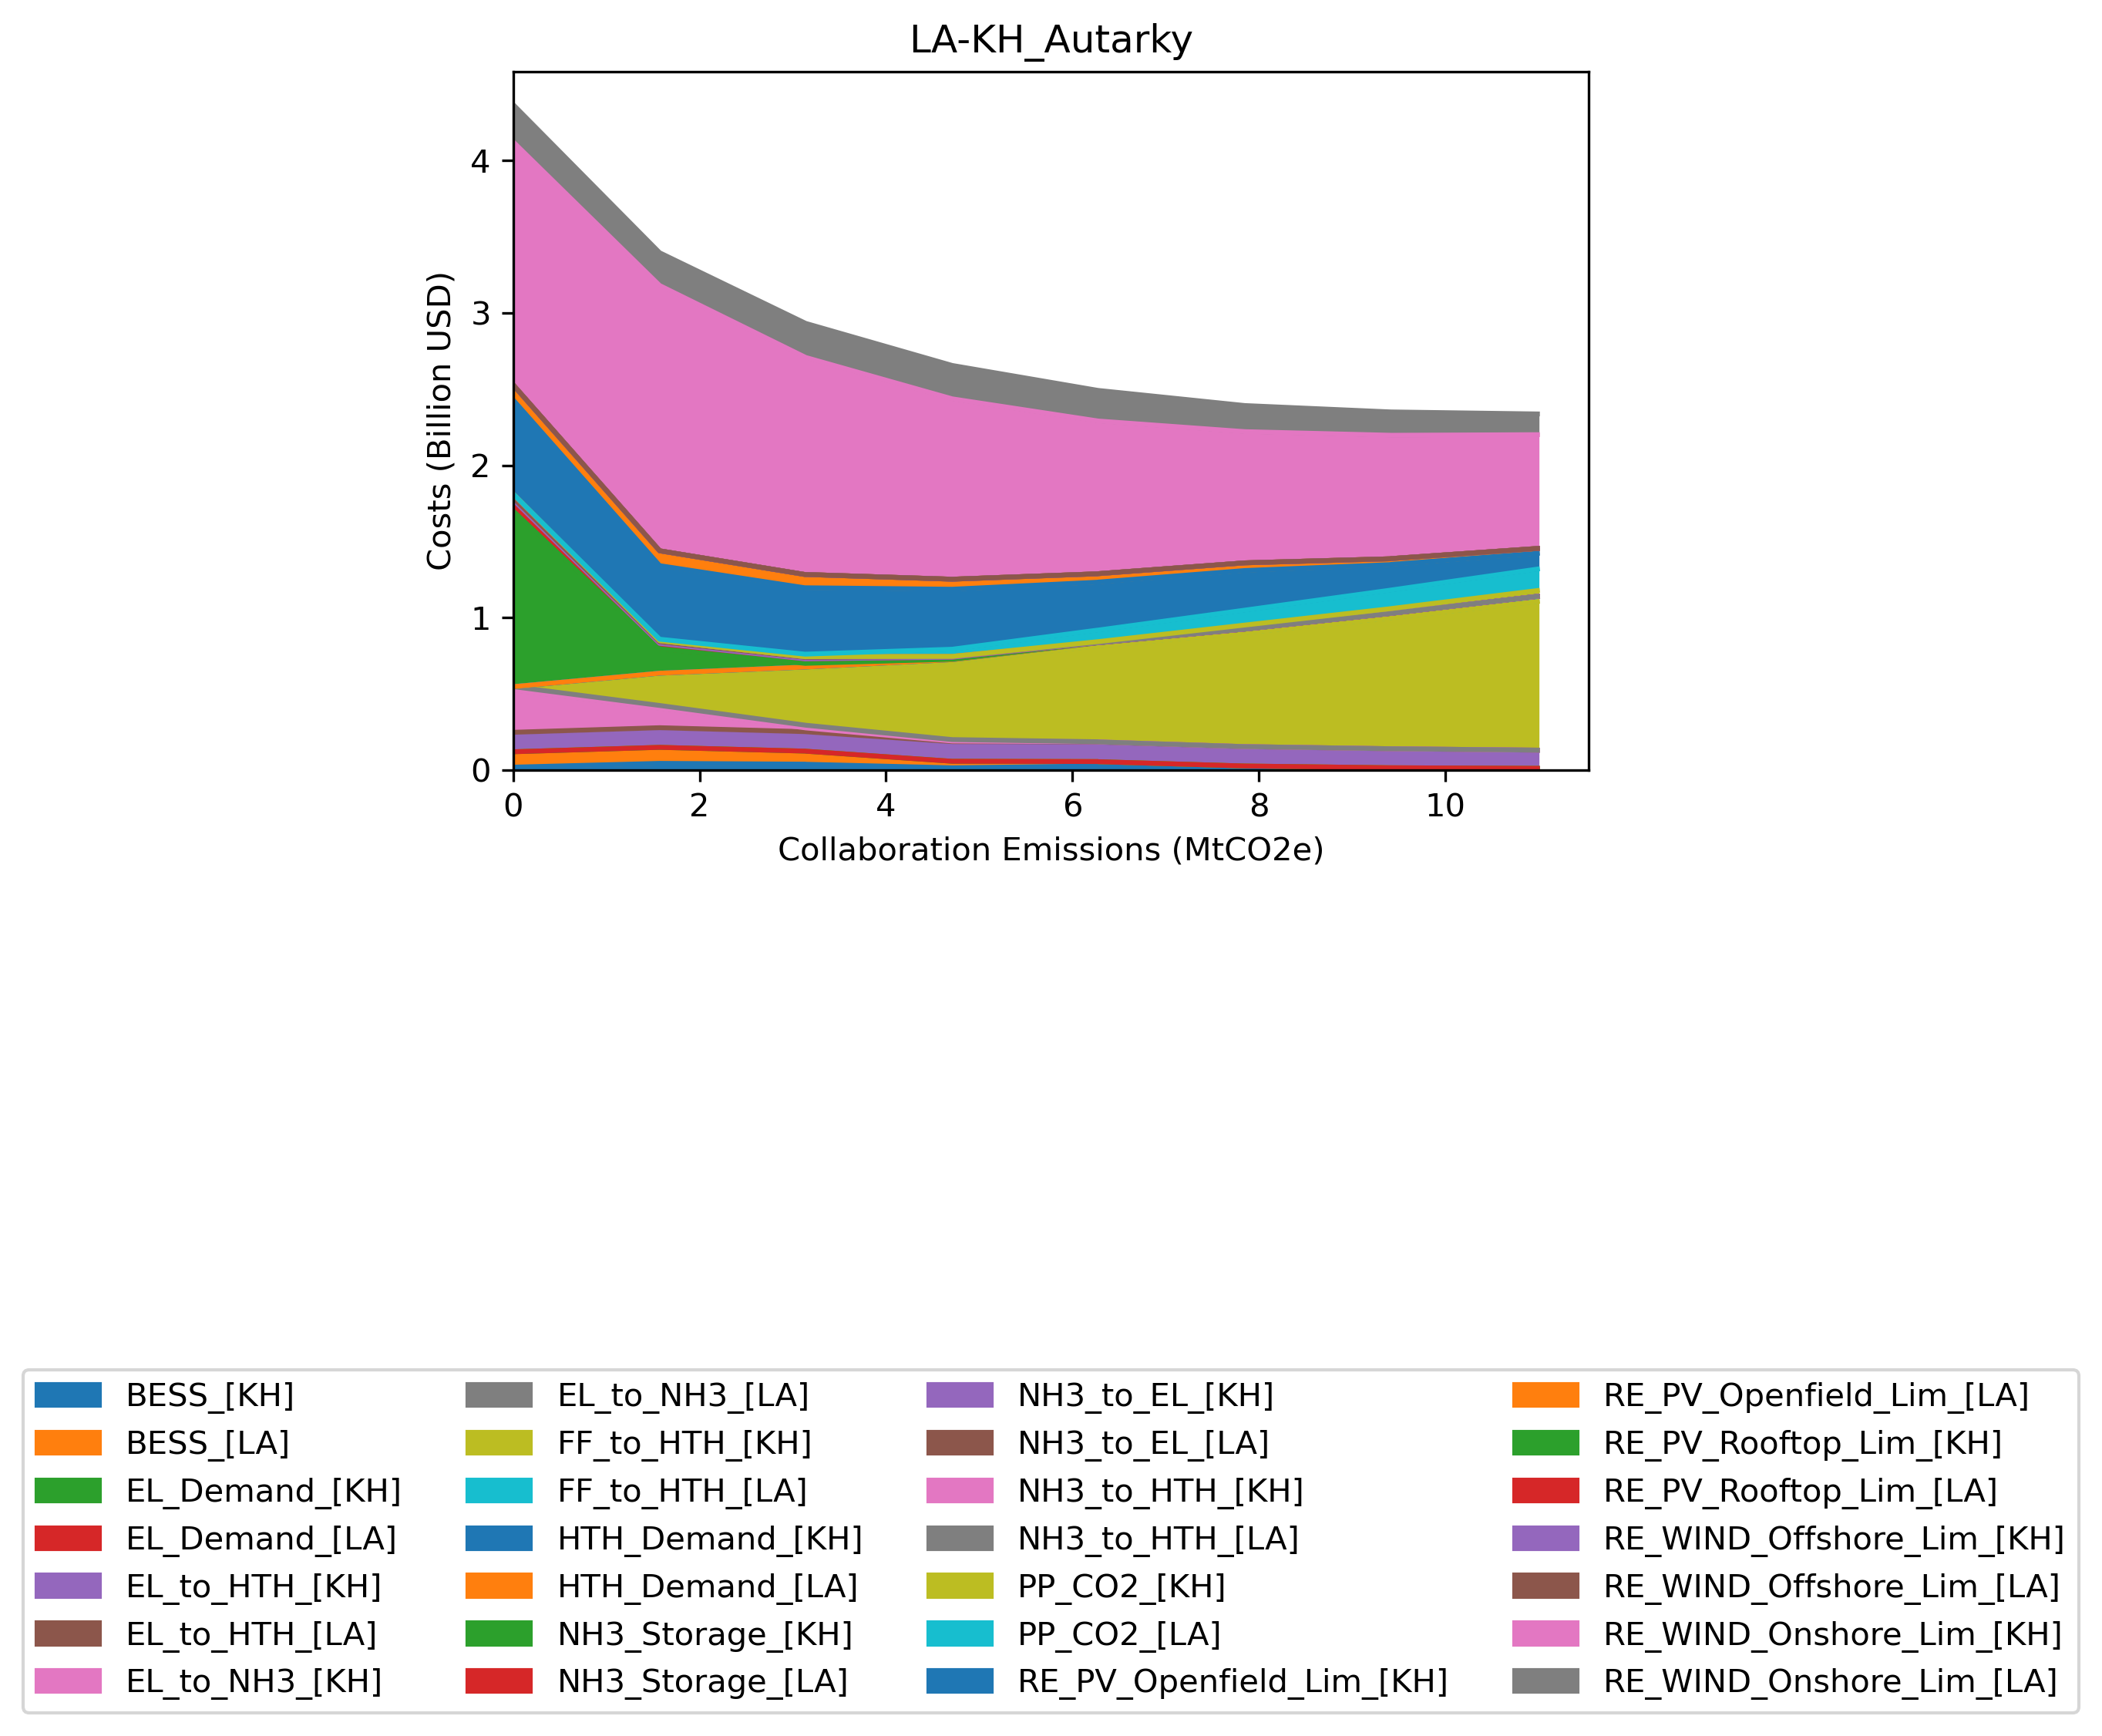 LA-KH_Autarky
Costs (Billion USD)
4
3
2
1
0
0 2 4 6 8 10
Collaboration Emissions (MtCO2e)
BESS_[KH]
BESS_[LA]
EL_Demand_[KH]
EL_Demand_[LA]
EL_to_HTH_[KH]
EL_to_HTH_[LA]
EL_to_NH3_[KH]
EL_to_NH3_[LA]
FF_to_HTH_[KH]
FF_to_HTH_[LA]
HTH_Demand_[KH]
HTH_Demand_[LA]
NH3_Storage_[KH]
NH3_Storage_[LA]
NH3_to_EL_[KH]
NH3_to_EL_[LA]
NH3_to_HTH_[KH]
NH3_to_HTH_[LA]
PP_CO2_[KH]
PP_CO2_[LA]
RE_PV_Openfield_Lim_[KH]
RE_PV_Openfield_Lim_[LA]
RE_PV_Rooftop_Lim_[KH]
RE_PV_Rooftop_Lim_[LA]
RE_WIND_Offshore_Lim_[KH]
RE_WIND_Offshore_Lim_[LA]
RE_WIND_Onshore_Lim_[KH]
RE_WIND_Onshore_Lim_[LA]